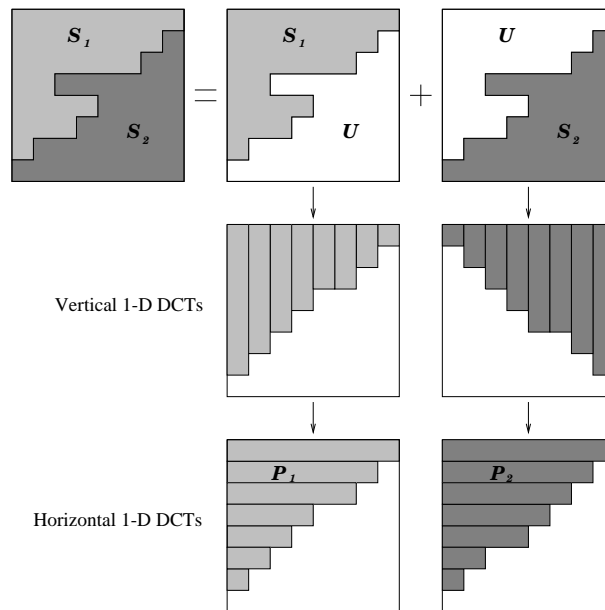 S₁ = S₁ + U
S₂ U S₂
Vertical 1-D DCTs
P₁ P₂
Horizontal 1-D DCTs